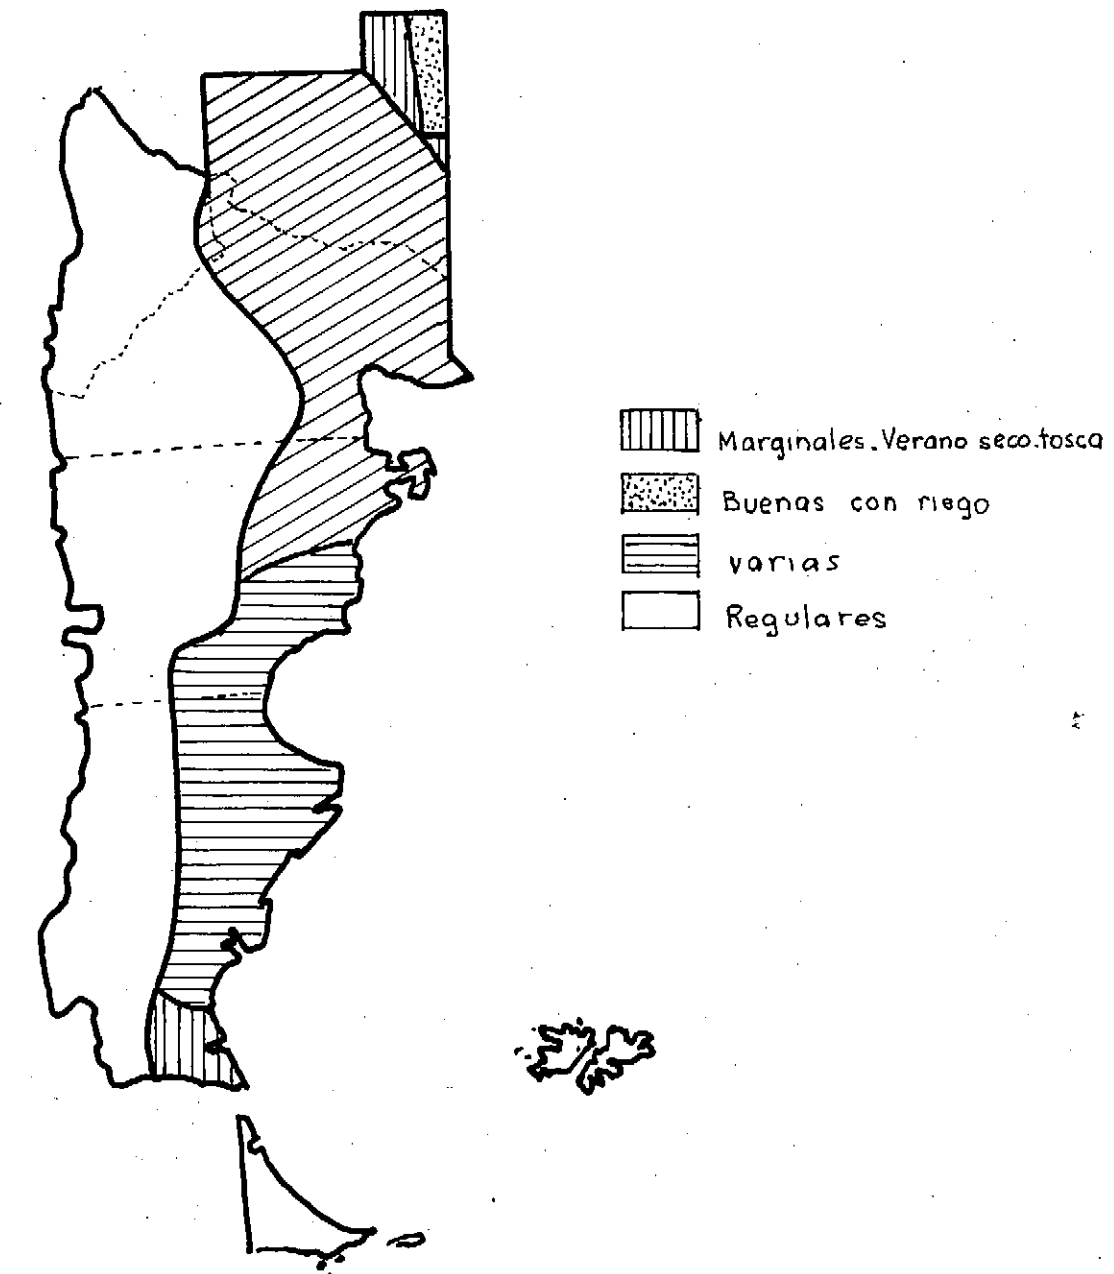 Marginales. Verano seco. tosca
Buenas con riego
varias
Regulares